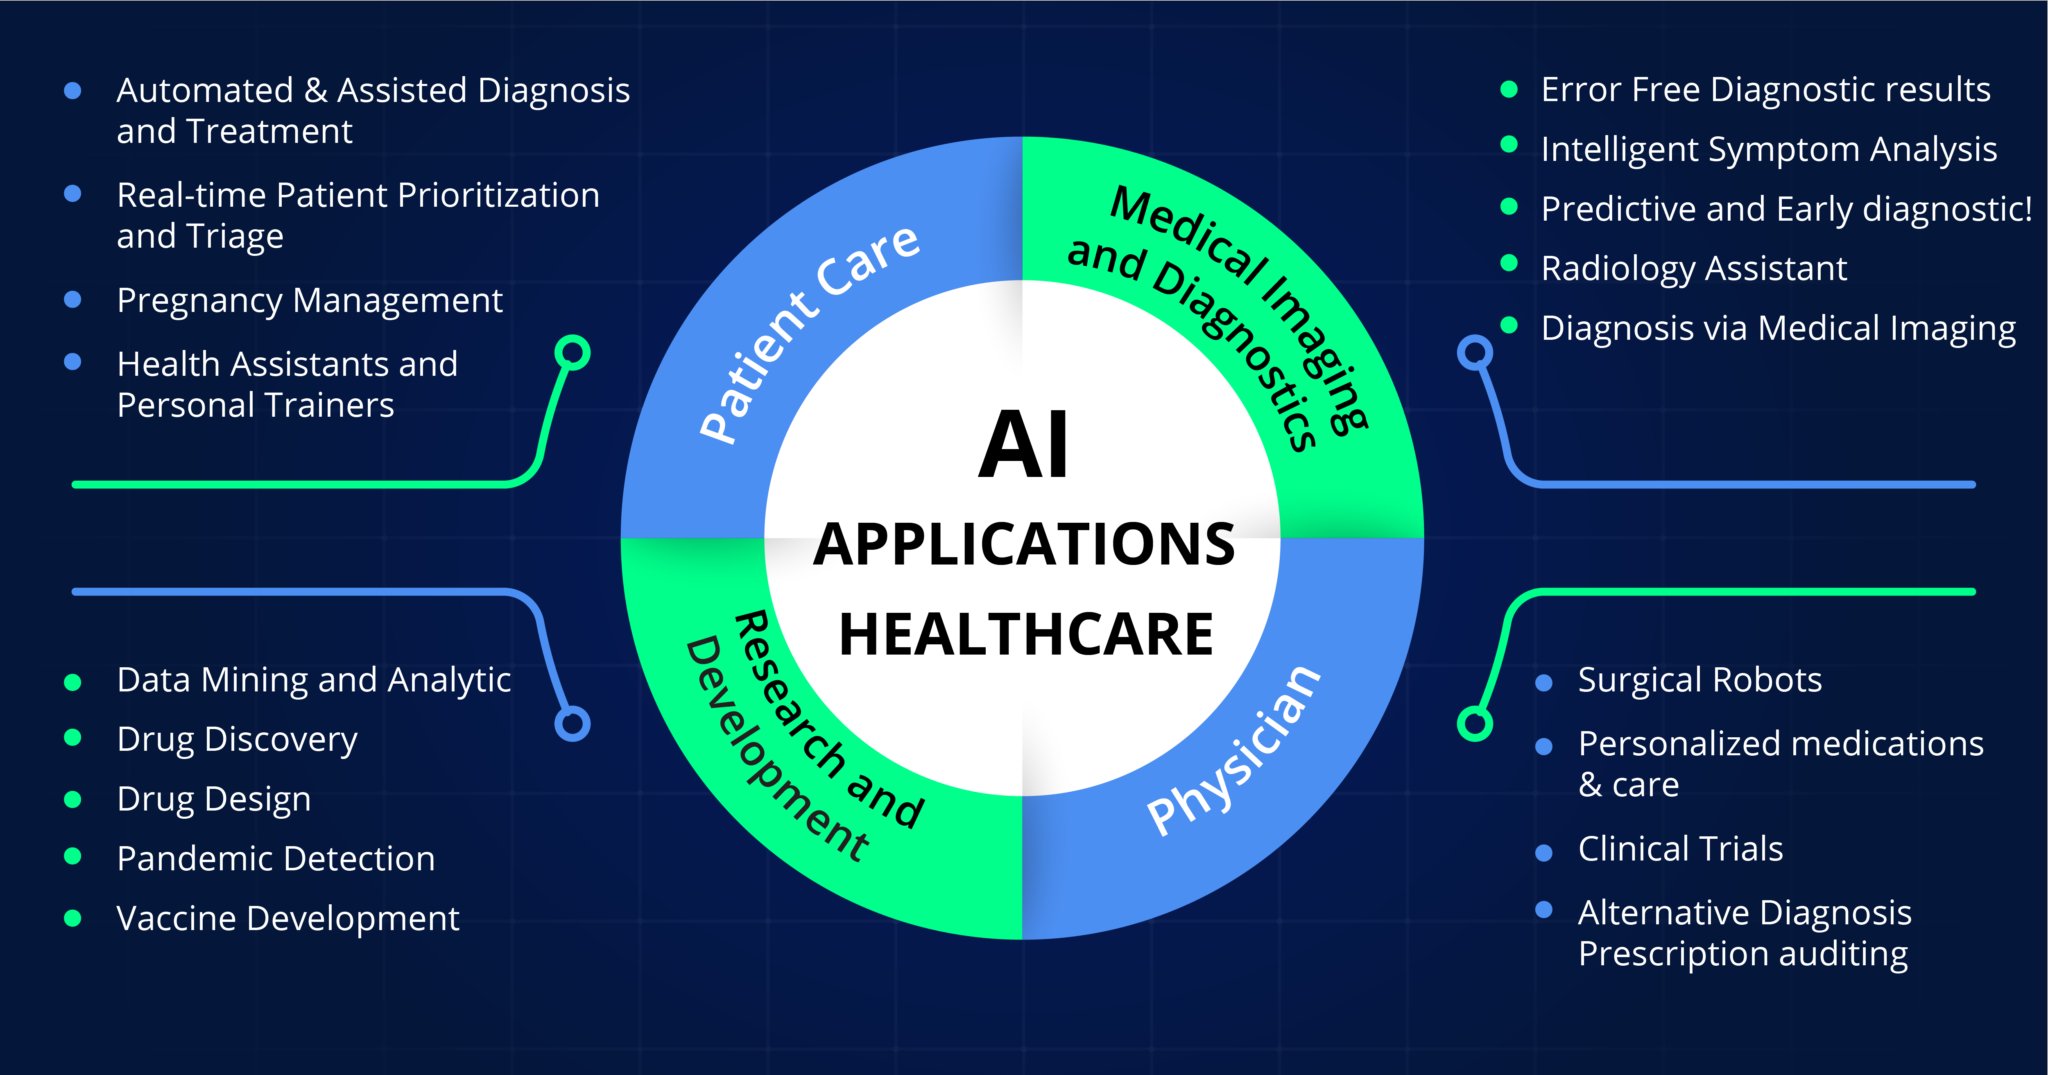 Automated & Assisted Diagnosis
and Treatment
Real-time Patient Prioritization
and Triage
Pregnancy Management
Health Assistants and
Personal Trainers
Patient Care
Medical Imaging
and Diagnostics
Error Free Diagnostic results
Intelligent Symptom Analysis
Predictive and Early diagnostic!
Radiology Assistant
Diagnosis via Medical Imaging
AI
APPLICATIONS
HEALTHCARE
Data Mining and Analytic
Drug Discovery
Drug Design
Pandemic Detection
Vaccine Development
Research and
Development
Physician
Surgical Robots
Personalized medications
& care
Clinical Trials
Alternative Diagnosis
Prescription auditing